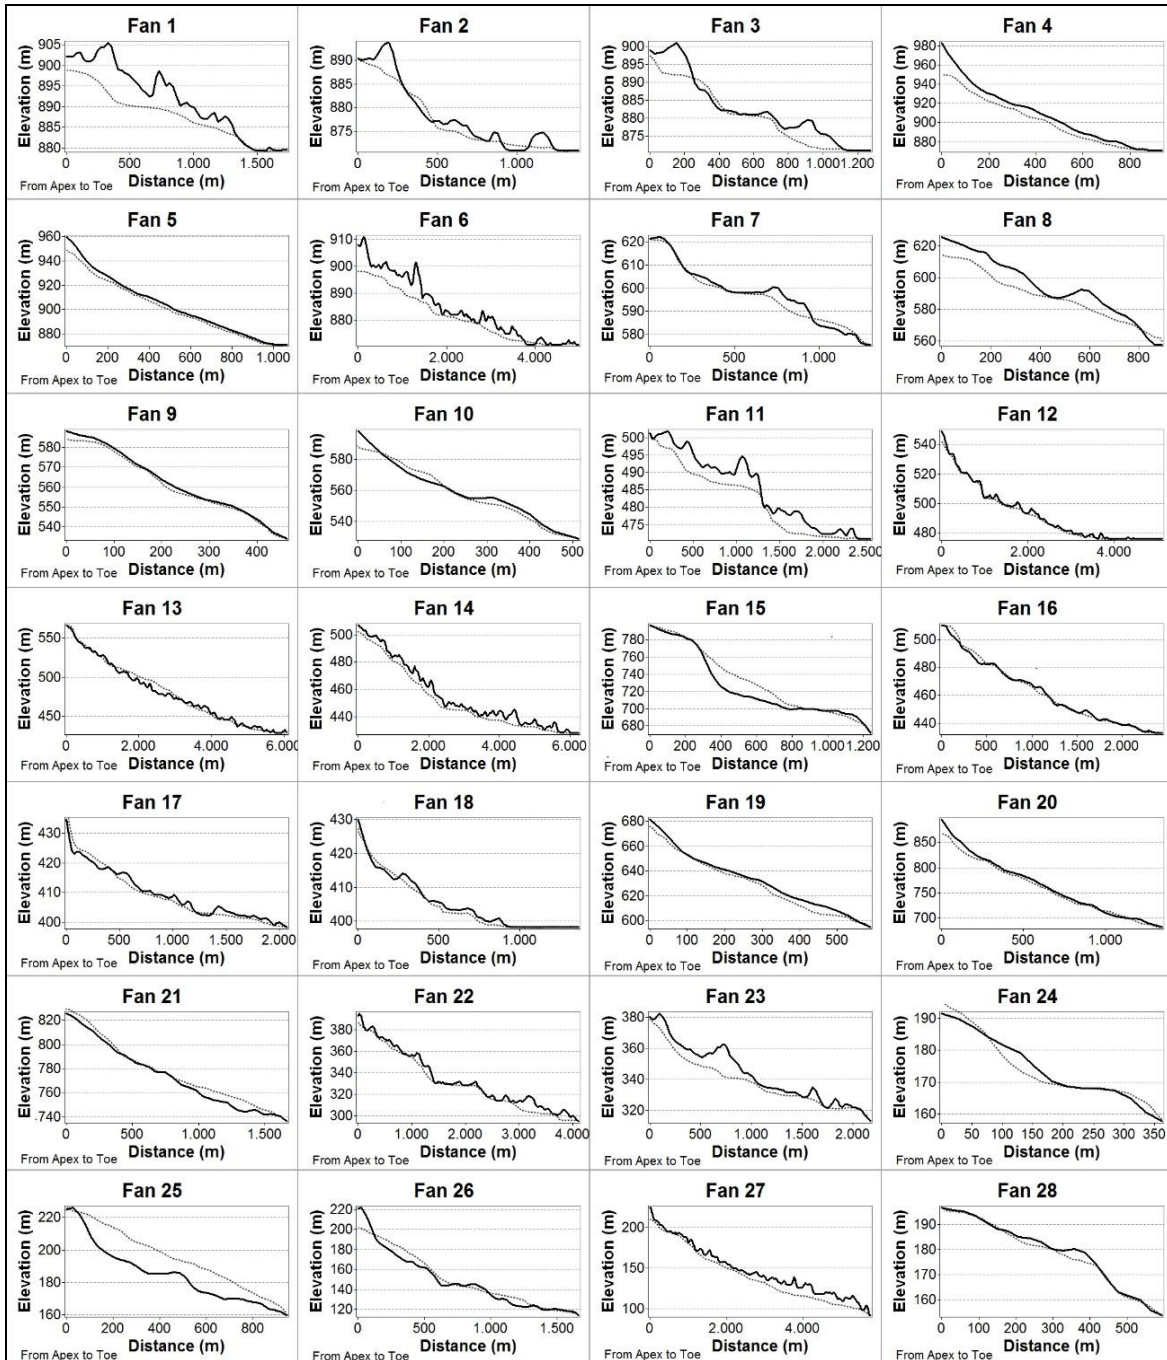 Fan 1
Elevation (m)
905
900
895
890
885
880
0 500 1.000 1.500
From Apex to Toe Distance (m)
Fan 2
Elevation (m)
890
885
880
875
0 500 1.000
From Apex to Toe Distance (m)
Fan 3
Elevation (m)
900
895
890
885
880
875
0 200 400 600 800 1.000 1.200
From Apex to Toe Distance (m)
Fan 4
Elevation (m)
980
960
940
920
900
880
0 200 400 600 800
From Apex to Toe Distance (m)
Fan 5
Elevation (m)
960
940
920
900
880
0 200 400 600 800 1.000
From Apex to Toe Distance (m)
Fan 6
Elevation (m)
910
900
890
880
0 2.000 4.000
From Apex to Toe Distance (m)
Fan 7
Elevation (m)
620
610
600
590
580
575
0 500 1.000
From Apex to Toe Distance (m)
Fan 8
Elevation (m)
620
600
580
560
0 200 400 600 800
From Apex to Toe Distance (m)
Fan 9
Elevation (m)
580
570
560
550
540
0 100 200 300 400
From Apex to Toe Distance (m)
Fan 10
Elevation (m)
580
560
540
0 100 200 300 400 500
From Apex to Toe Distance (m)
Fan 11
Elevation (m)
500
495
490
485
480
475
0 500 1.000 1.500 2.000 2.500
From Apex to Toe Distance (m)
Fan 12
Elevation (m)
540
520
500
480
0 2.000 4.000
From Apex to Toe Distance (m)
Fan 13
Elevation (m)
550
500
450
0 2.000 4.000 6.000
From Apex to Toe Distance (m)
Fan 14
Elevation (m)
500
480
460
440
0 2.000 4.000 6.000
From Apex to Toe Distance (m)
Fan 15
Elevation (m)
780
760
740
720
700
680
0 200 400 600 800 1.000 1.200
From Apex to Toe Distance (m)
Fan 16
Elevation (m)
500
480
460
440
0 500 1.000 1.500 2.000
From Apex to Toe Distance (m)
Fan 17
Elevation (m)
430
420
410
400
0 500 1.000 1.500 2.000
From Apex to Toe Distance (m)
Fan 18
Elevation (m)
430
420
410
400
0 500 1.000
From Apex to Toe Distance (m)
Fan 19
Elevation (m)
680
660
640
620
600
0 100 200 300 400 500
From Apex to Toe Distance (m)
Fan 20
Elevation (m)
850
800
750
700
0 500 1.000
From Apex to Toe Distance (m)
Fan 21
Elevation (m)
820
800
780
760
740
0 500 1.000 1.500
From Apex to Toe Distance (m)
Fan 22
Elevation (m)
380
360
340
320
300
0 1.000 2.000 3.000 4.000
From Apex to Toe Distance (m)
Fan 23
Elevation (m)
380
360
340
320
0 500 1.000 1.500 2.000
From Apex to Toe Distance (m)
Fan 24
Elevation (m)
190
180
170
160
0 50 100 150 200 250 300 350
From Apex to Toe Distance (m)
Fan 25
Elevation (m)
220
200
180
160
0 200 400 600 800
From Apex to Toe Distance (m)
Fan 26
Elevation (m)
220
200
180
160
140
120
0 500 1.000 1.500
From Apex to Toe Distance (m)
Fan 27
Elevation (m)
200
150
100
0 2.000 4.000
From Apex to Toe Distance (m)
Fan 28
Elevation (m)
190
180
170
160
0 100 200 300 400 500
From Apex to Toe Distance (m)